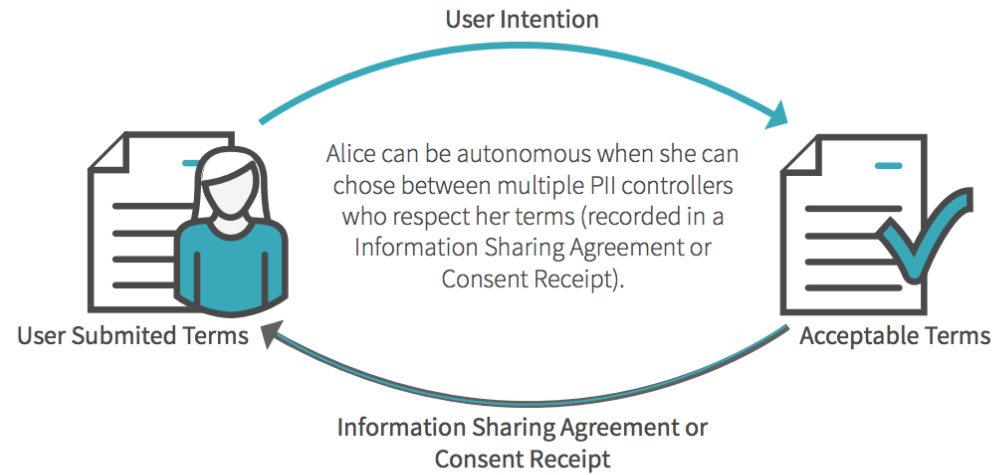 User Intention
Alice can be autonomous when she can
chose between multiple PII controllers
who respect her terms (recorded in a
Information Sharing Agreement or
Consent Receipt).
User Submited Terms
Acceptable Terms
Information Sharing Agreement or
Consent Receipt